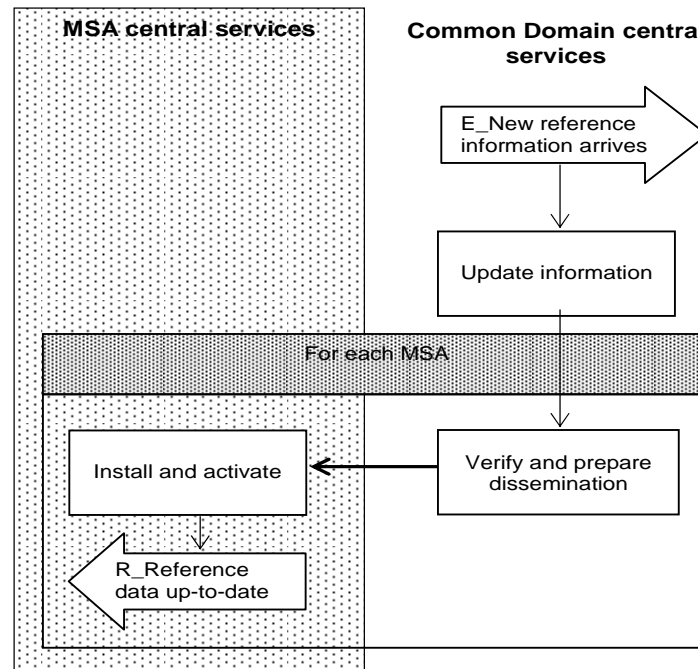 MSA central services
Common Domain central
services
E_New reference
information arrives
Update information
For each MSA
Install and activate
Verify and prepare
dissemination
R_Reference
data up-to-date